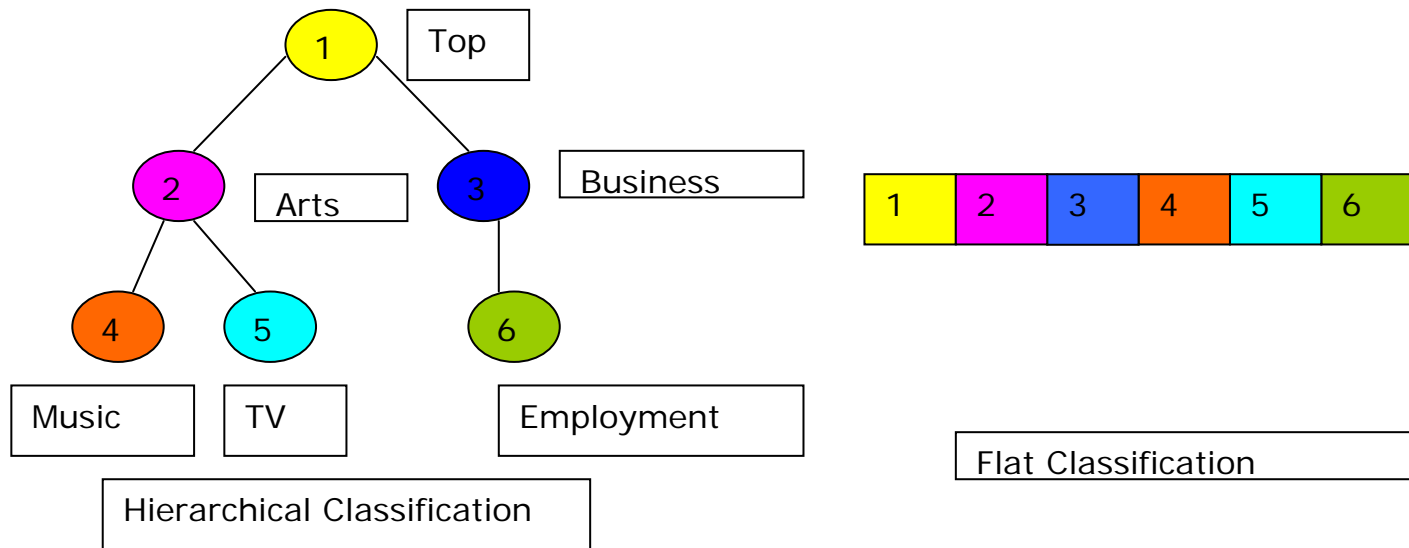 1
Top
2
Arts
3
Business
4
5
6
Music
TV
Employment
Hierarchical Classification
1 2 3 4 5 6
Flat Classification